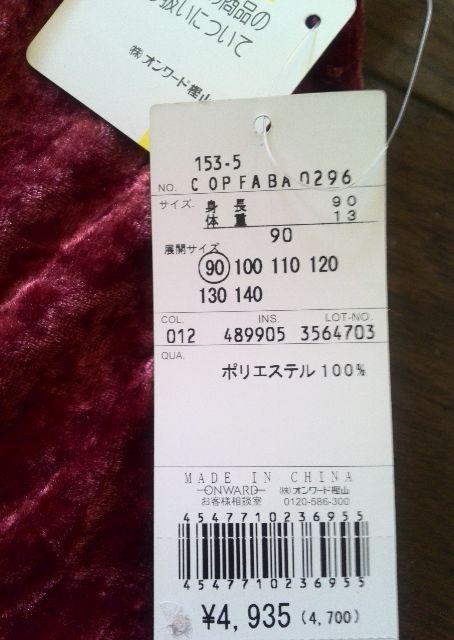 商品の
扱いについて
㈱オンワード樫山
153-5
NO. COPFABA0296
サイズ. 身長 90
体重 13
90
展開サイズ
90 100 110 120
130 140
COL. INS. LOT-NO.
012 489905 3564703
QUA.
ポリエステル 100%
MADE IN CHINA
ONWARD ㈱オンワード樫山
お客様相談室 0120-586-300
4547710236955
4547710236955
¥4,935 (4,700)